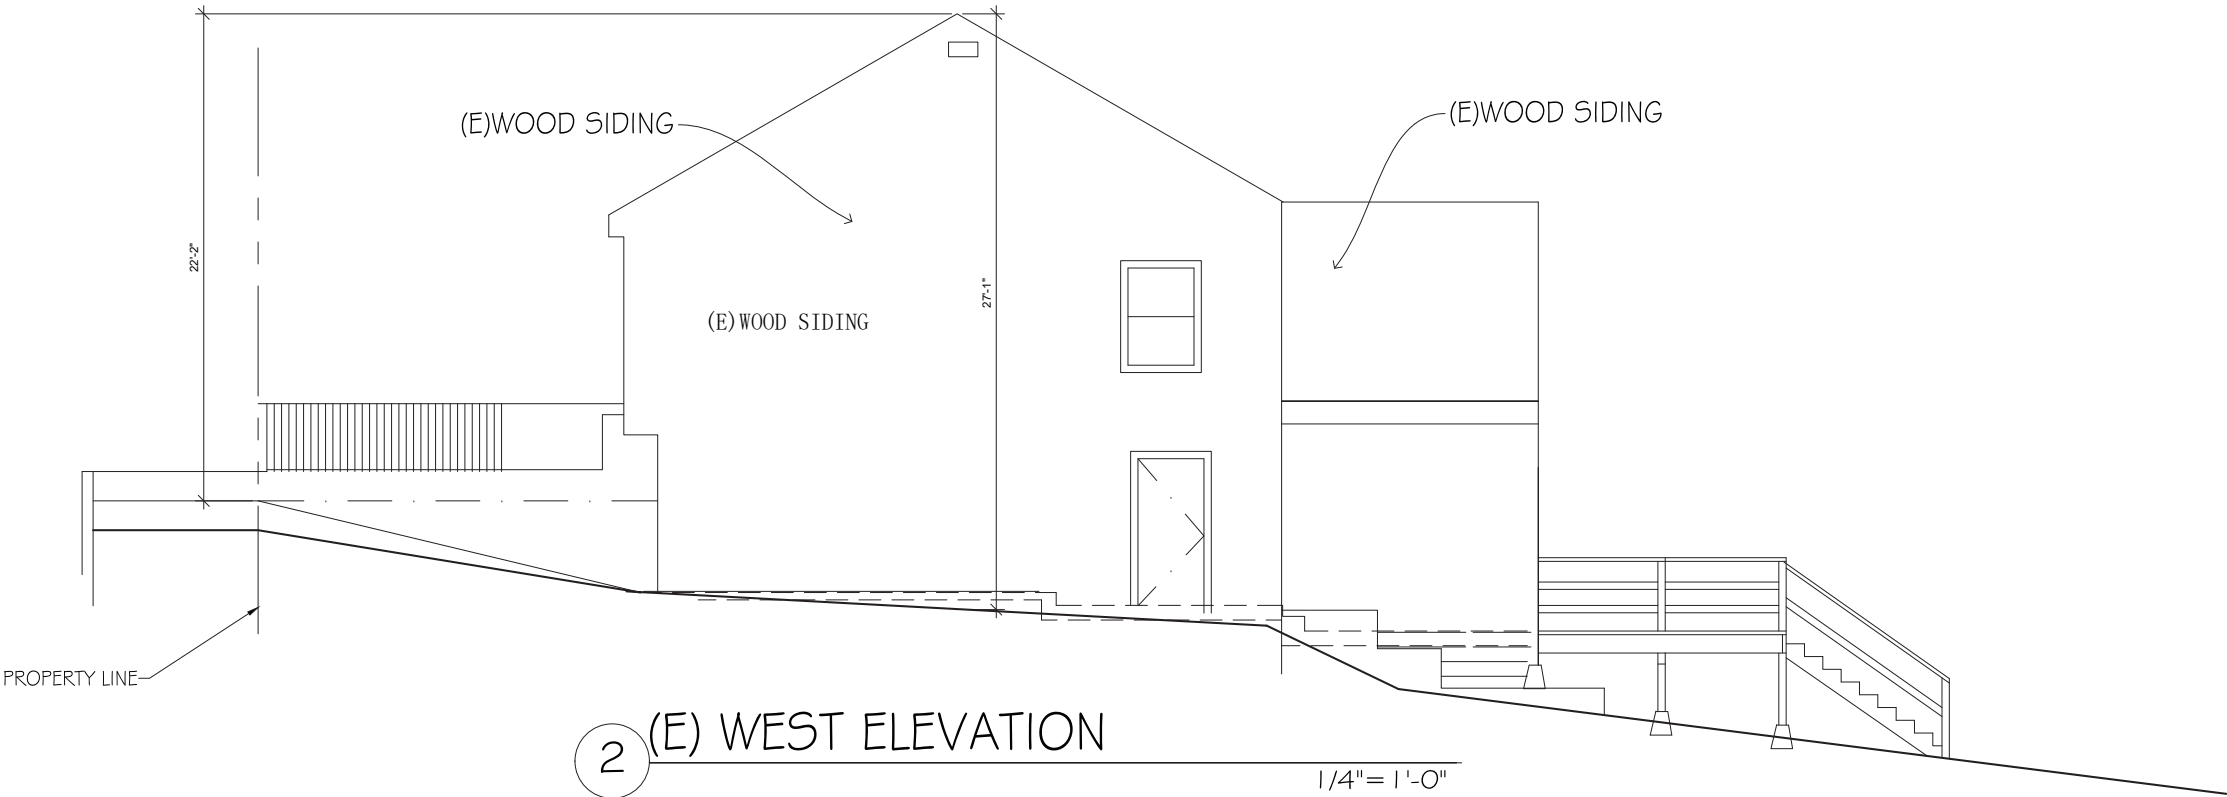 (E)WOOD SIDING
(E)WOOD SIDING
22'-2"
27'-1"
(E)WOOD SIDING
PROPERTY LINE
2
(E) WEST ELEVATION
1/4"=1'-0"